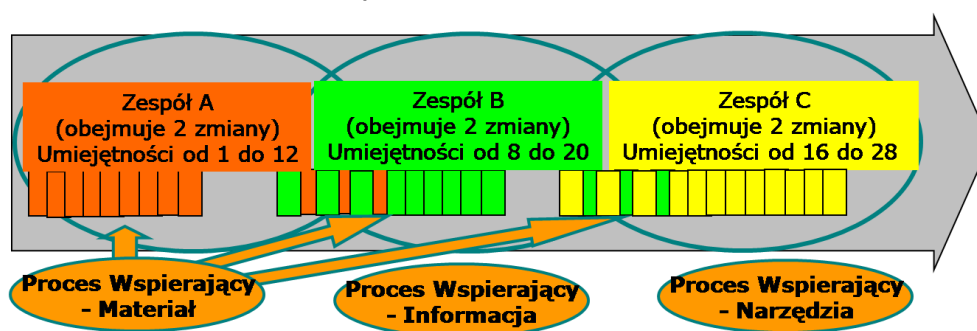 Zespół A
(obejmuje 2 zmiany)
Umiejętności od 1 do 12
Zespół B
(obejmuje 2 zmiany)
Umiejętności od 8 do 20
Zespół C
(obejmuje 2 zmiany)
Umiejętności od 16 do 28
Proces Wspierający
- Materiał
Proces Wspierający
- Informacja
Proces Wspierający
- Narzędzia